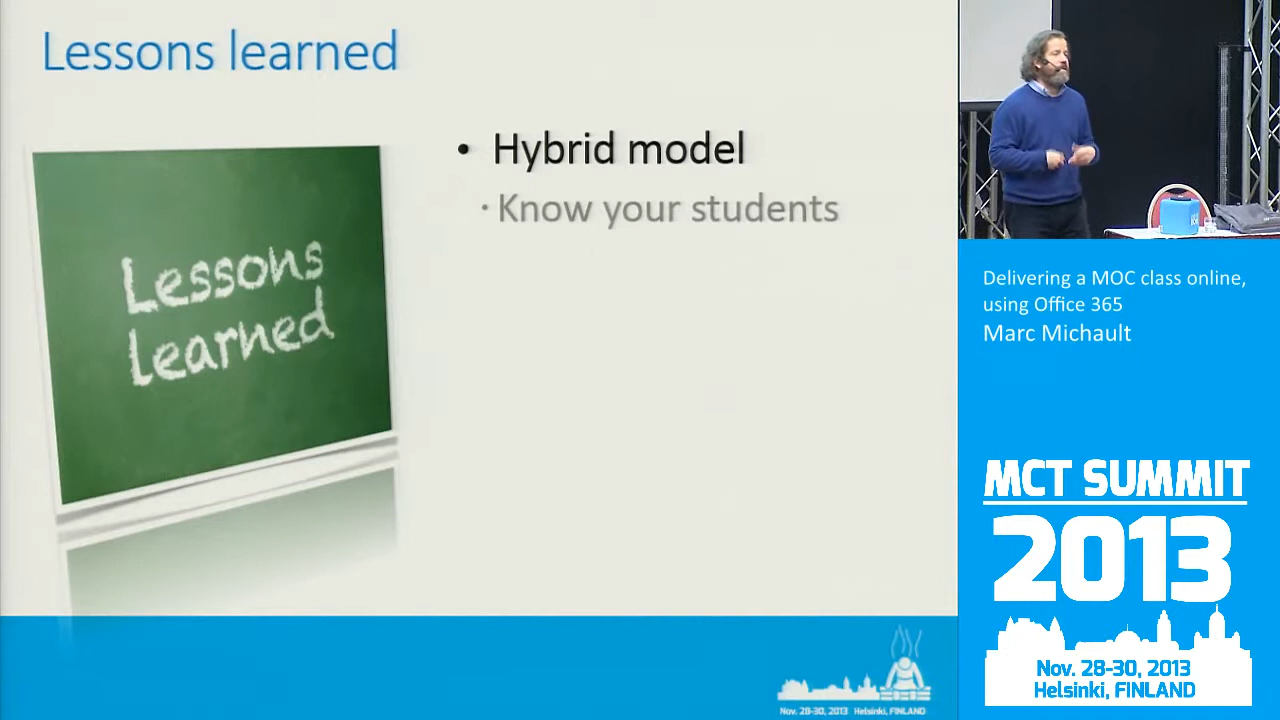 Lessons learned
• Hybrid model
· Know your students
Lessons
learned
Nov. 28-30, 2013 Helsinki, FINLAND
Delivering a MOC class online,
using Office 365
Marc Michault
MCT SUMMIT
2013
Nov. 28-30, 2013
Helsinki, FINLAND